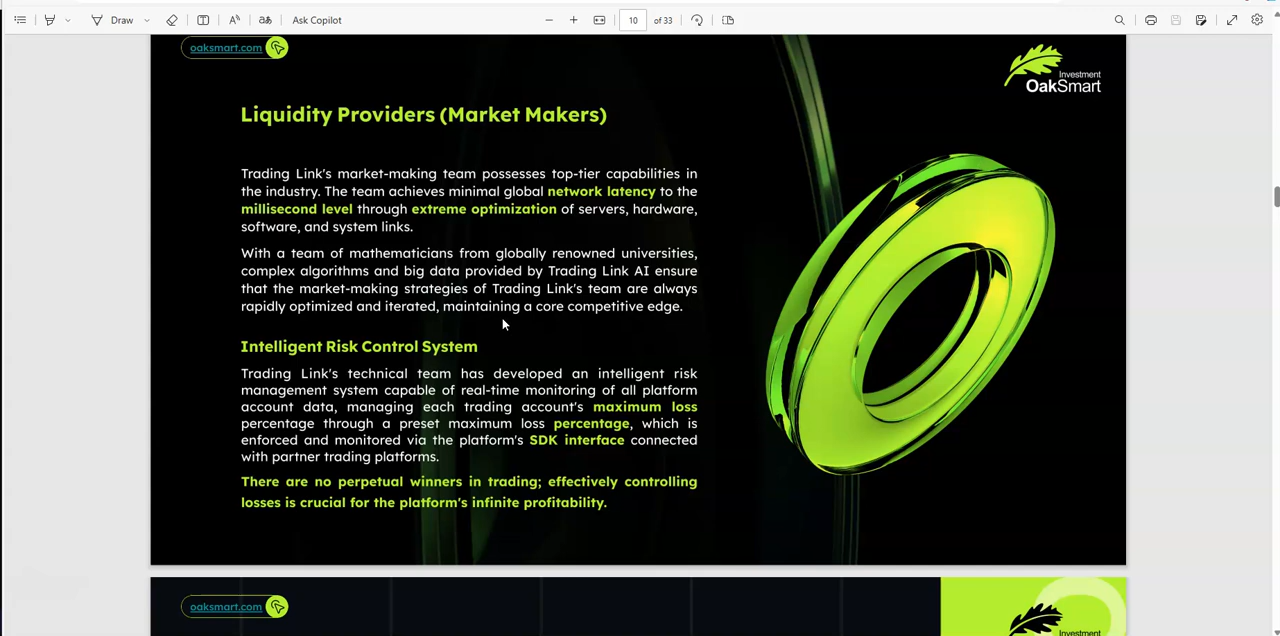 Draw
Ask Copilot
10 of 33
oaksmart.com
Investment
OakSmart
Liquidity Providers (Market Makers)
Trading Link's market-making team possesses top-tier capabilities in
the industry. The team achieves minimal global network latency to the
millisecond level through extreme optimization of servers, hardware,
software, and system links.
With a team of mathematicians from globally renowned universities,
complex algorithms and big data provided by Trading Link AI ensure
that the market-making strategies of Trading Link's team are always
rapidly optimized and iterated, maintaining a core competitive edge.
Intelligent Risk Control System
Trading Link's technical team has developed an intelligent risk
management system capable of real-time monitoring of all platform
account data, managing each trading account's maximum loss
percentage through a preset maximum loss percentage, which is
enforced and monitored via the platform's SDK interface connected
with partner trading platforms.
There are no perpetual winners in trading; effectively controlling
losses is crucial for the platform's infinite profitability.
oaksmart.com
Investment